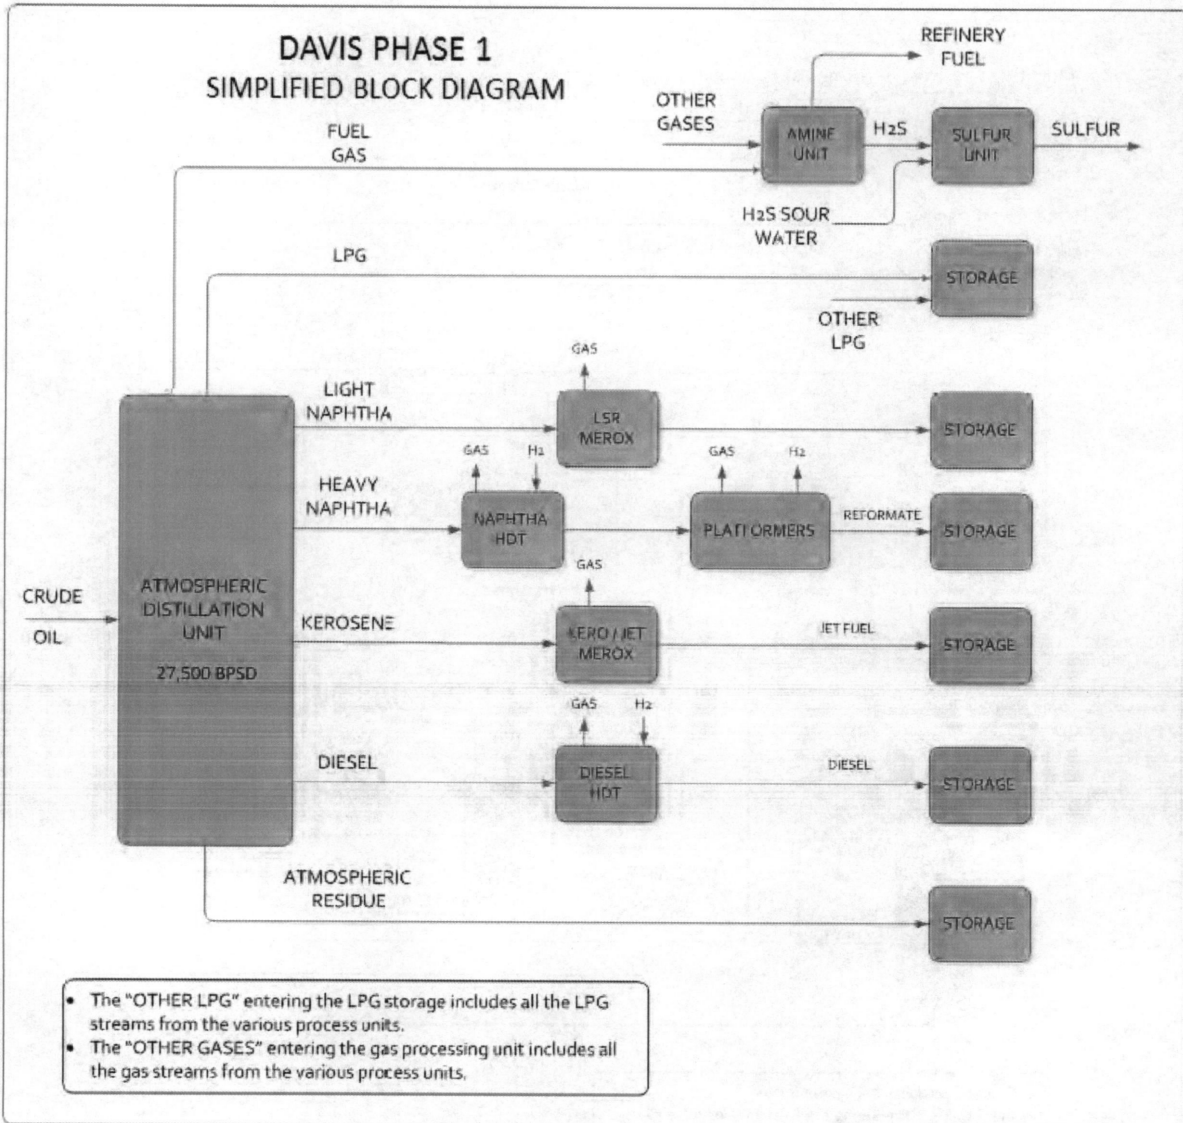 DAVIS PHASE 1
SIMPLIFIED BLOCK DIAGRAM
REFINERY
FUEL
OTHER
GASES
AMINE
UNIT
H2S
SULFUR
UNIT
SULFUR
FUEL
GAS
H2S SOUR
WATER
LPG
STORAGE
OTHER
LPG
GAS
LIGHT
NAPHTHA
LSR
MEROX
STORAGE
GAS
H2
GAS
H2
HEAVY
NAPHTHA
NAPHTHA
HDT
PLATFORMERS
REFORMATE
STORAGE
GAS
CRUDE
OIL
ATMOSPHERIC
DISTILLATION
UNIT
27,500 BPSD
KEROSENE
KERO / JET
MEROX
JET FUEL
STORAGE
GAS
H2
DIESEL
DIESEL
HDT
DIESEL
STORAGE
ATMOSPHERIC
RESIDUE
STORAGE
• The "OTHER LPG" entering the LPG storage includes all the LPG
streams from the various process units.
• The "OTHER GASES" entering the gas processing unit includes all
the gas streams from the various process units.